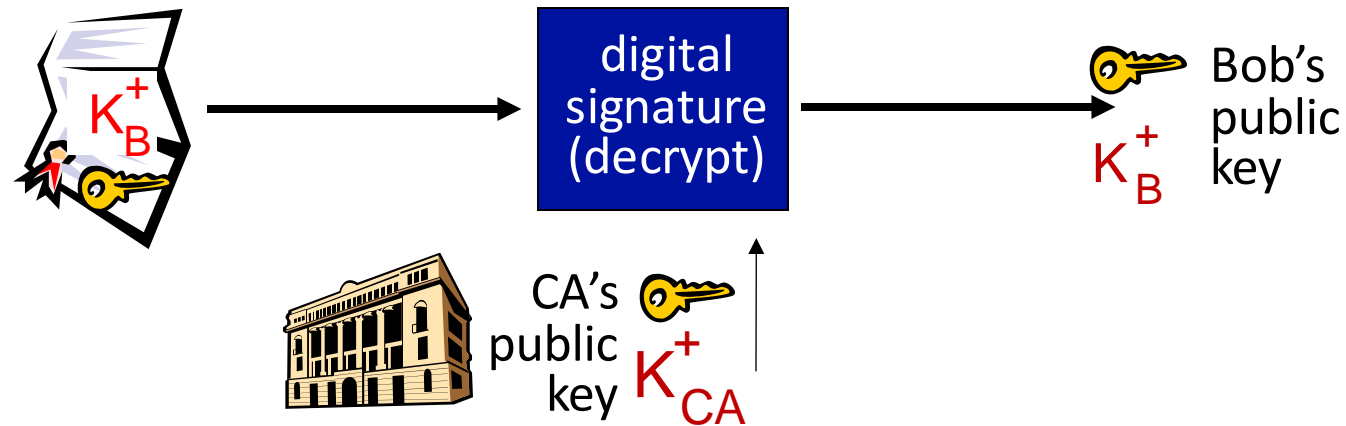 K+B
digital
signature
(decrypt)
Bob’s
public
key
K+B
CA’s
public
key
K+CA